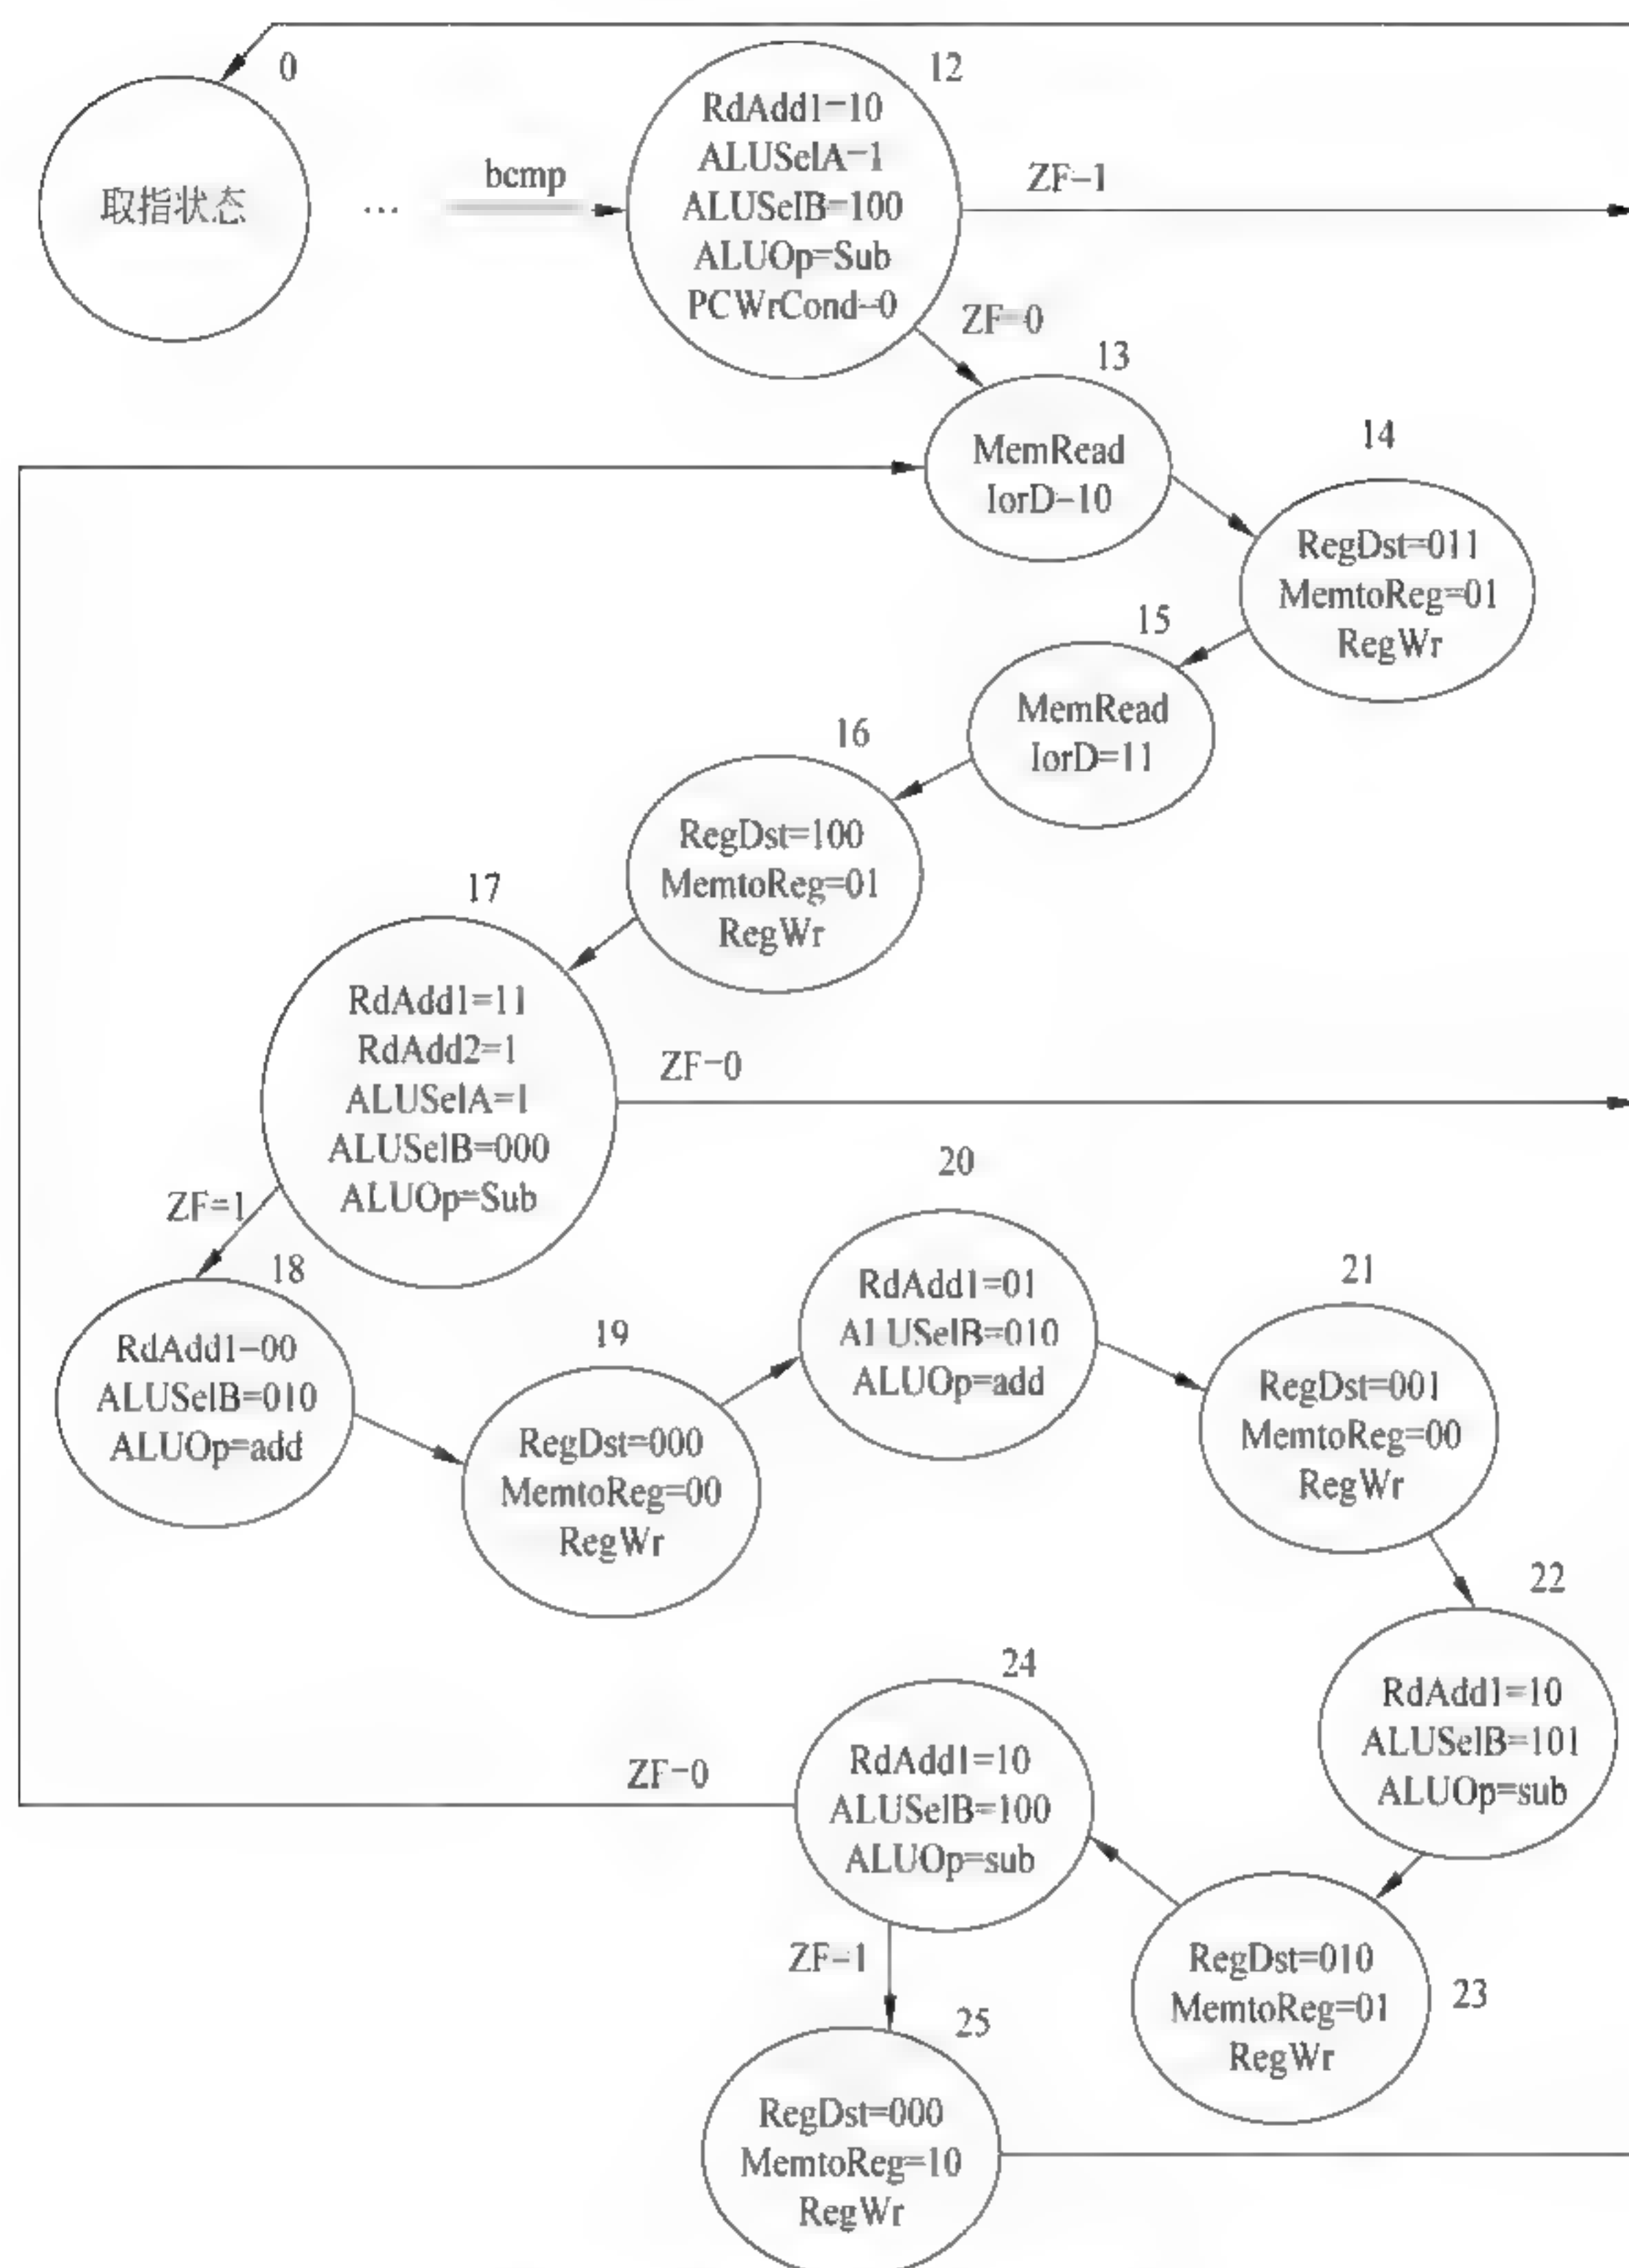 0
取指状态
...
bcmp
12
RdAdd1=10
ALUSelA=1
ALUSelB=100
ALUOp=Sub
PCWrCond=0
ZF=1
ZF=0
13
MemRead
IorD=10
14
RegDst=011
MemtoReg=01
RegWr
15
MemRead
IorD=11
16
RegDst=100
MemtoReg=01
RegWr
17
RdAdd1=11
RdAdd2=1
ALUSelA=1
ALUSelB=000
ALUOp=Sub
ZF=0
ZF=1
18
RdAdd1=00
ALUSelB=010
ALUOp=add
19
RegDst=000
MemtoReg=00
RegWr
20
RdAdd1=01
ALUSelB=010
ALUOp=add
21
RegDst=001
MemtoReg=00
RegWr
22
RdAdd1=10
ALUSelB=101
ALUOp=sub
23
RegDst=010
MemtoReg=01
RegWr
24
RdAdd1=10
ALUSelB=100
ALUOp=sub
ZF=0
ZF=1
25
RegDst=000
MemtoReg=10
RegWr